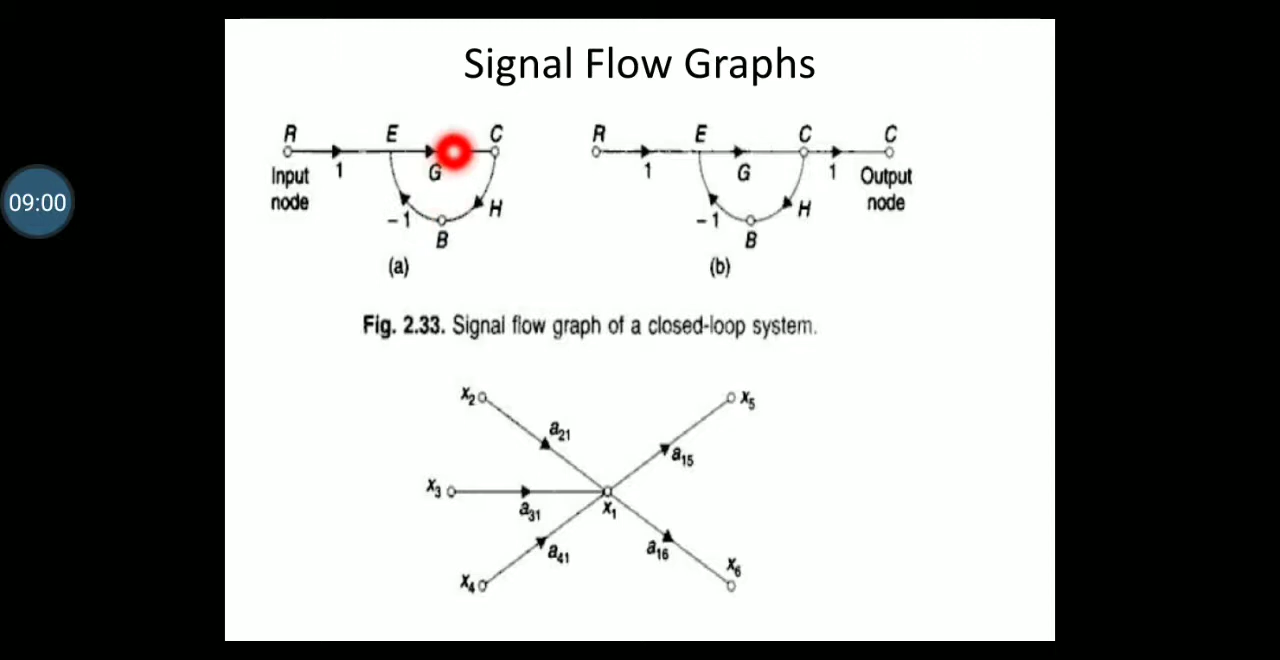 Signal Flow Graphs
R E C R E C C
1 G 1 G 1
Input Output
node node
-1 H -1 H
B B
(a) (b)
09:00
Fig. 2.33. Signal flow graph of a closed-loop system.
x2 x5
a21
a15
x3
x1
a31
a41 a16
x6
x4